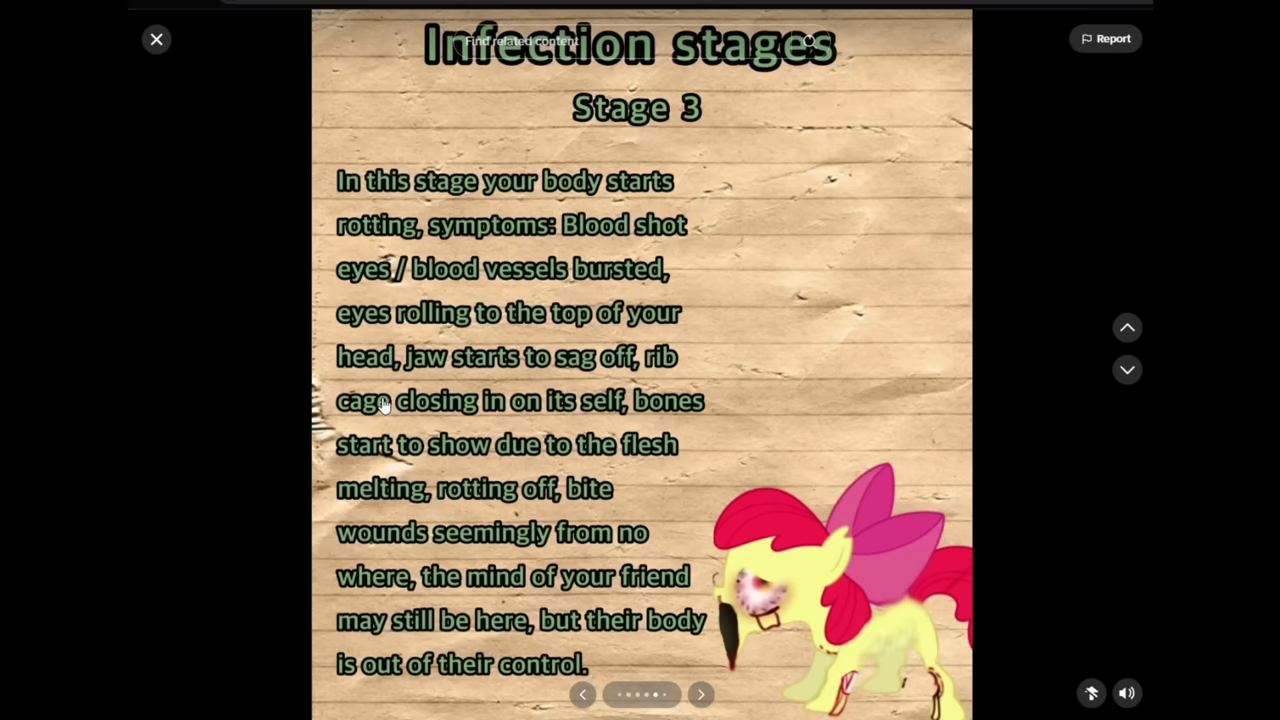 Infection stages
Find related content
Report
Stage 3
In this stage your body starts
rotting, symptoms: Blood shot
eyes / blood vessels bursted,
eyes rolling to the top of your
head, jaw starts to sag off, rib
cage closing in on its self, bones
start to show due to the flesh
melting, rotting off, bite
wounds seemingly from no
where, the mind of your friend
may still be here, but their body
is out of their control.